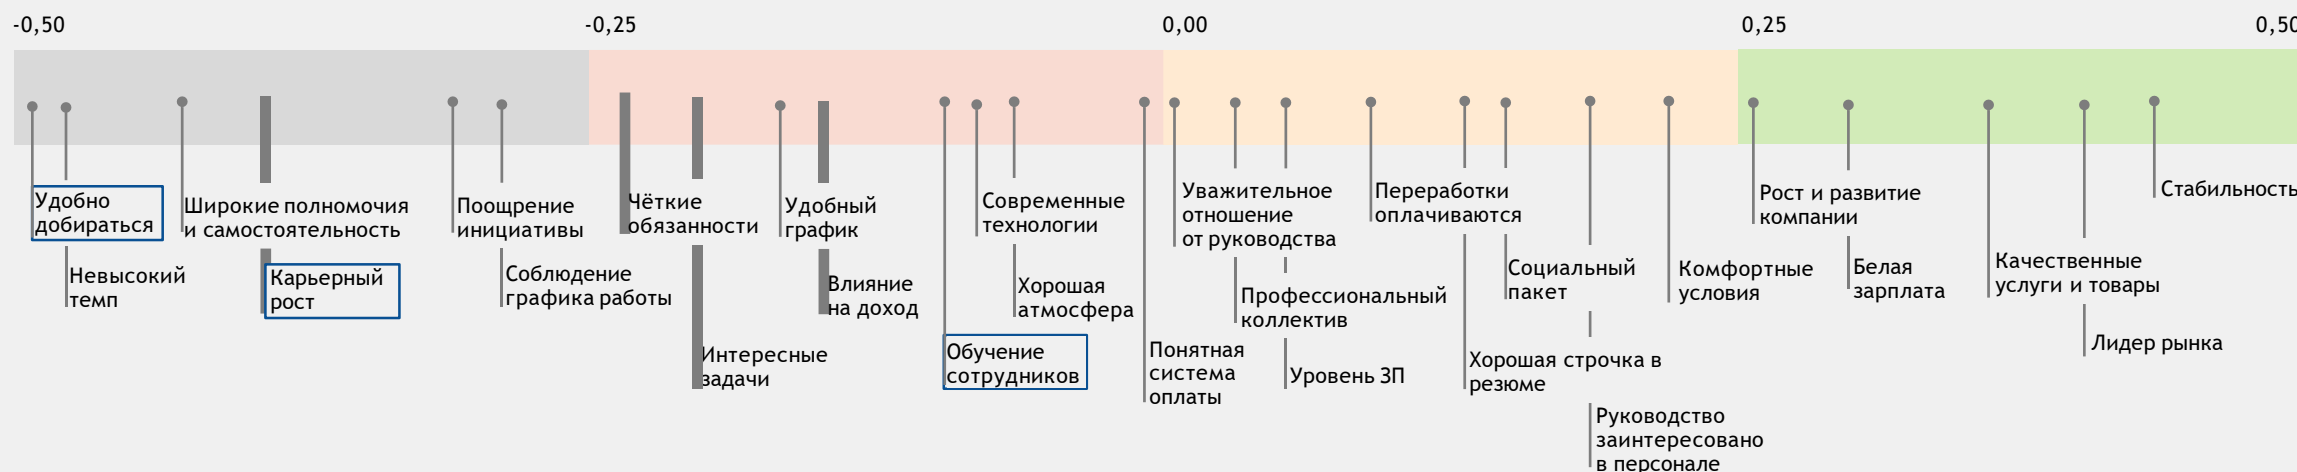 -0,50
-0,25
0,00
0,25
0,50
Удобно
добираться
Невысокий
темп
Широкие полномочия
и самостоятельность
Карьерный
рост
Поощрение
инициативы
Соблюдение
графика работы
Чёткие
обязанности
Интересные
задачи
Удобный
график
Влияние
на доход
Обучение
сотрудников
Современные
технологии
Хорошая
атмосфера
Понятная
система
оплаты
Уважительное
отношение
от руководства
Профессиональный
коллектив
Уровень ЗП
Переработки
оплачиваются
Хорошая строчка в
резюме
Социальный
пакет
Руководство
заинтересовано
в персонале
Комфортные
условия
Рост и развитие
компании
Белая
зарплата
Качественные
услуги и товары
Лидер рынка
Стабильность